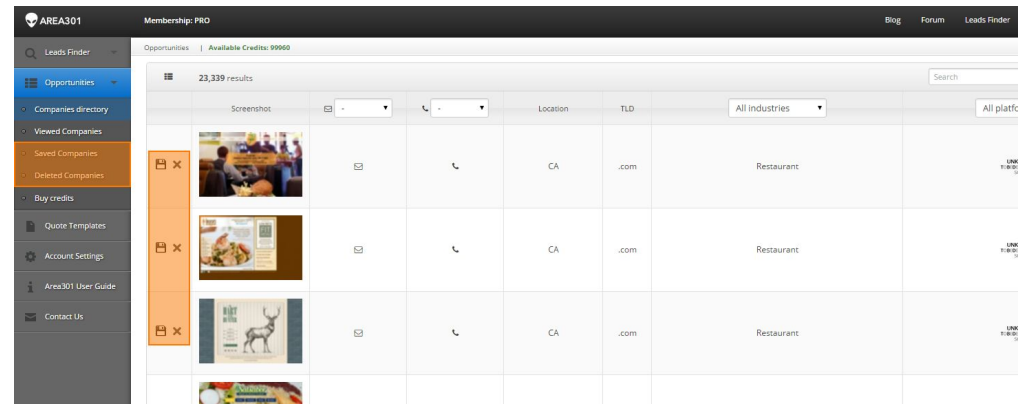 AREA301
Membership: PRO
Blog Forum Leads Finder
Leads Finder
Opportunities | Available Credits: 99960
Opportunities
23,339 results
Search
Companies directory
Screenshot - - Location TLD All industries All platfo
Viewed Companies
Saved Companies
CA .com Restaurant
Deleted Companies
Buy credits
Quote Templates
CA .com Restaurant
Account Settings
Area301 User Guide
Contact Us
CA .com Restaurant